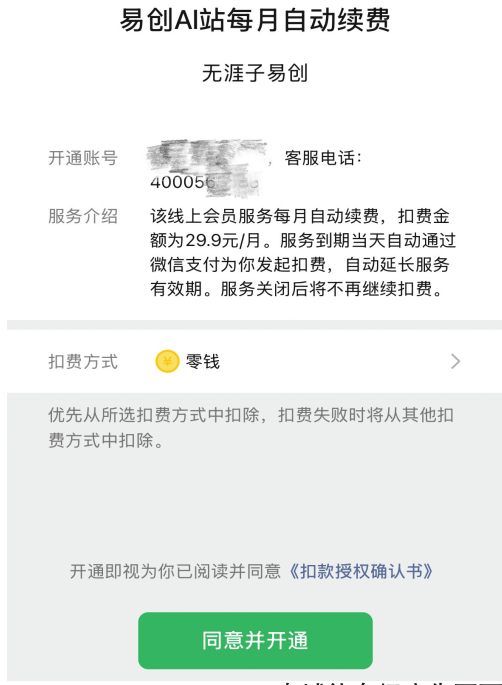 易创AI站每月自动续费
无涯子易创
开通账号
，客服电话：
400056
服务介绍
该线上会员服务每月自动续费，扣费金
额为29.9元/月。服务到期当天自动通过
微信支付为你发起扣费，自动延长服务
有效期。服务关闭后将不再继续扣费。
扣费方式
零钱
优先从所选扣费方式中扣除，扣费失败时将从其他扣
费方式中扣除。
开通即视为你已阅读并同意《扣款授权确认书》
同意并开通